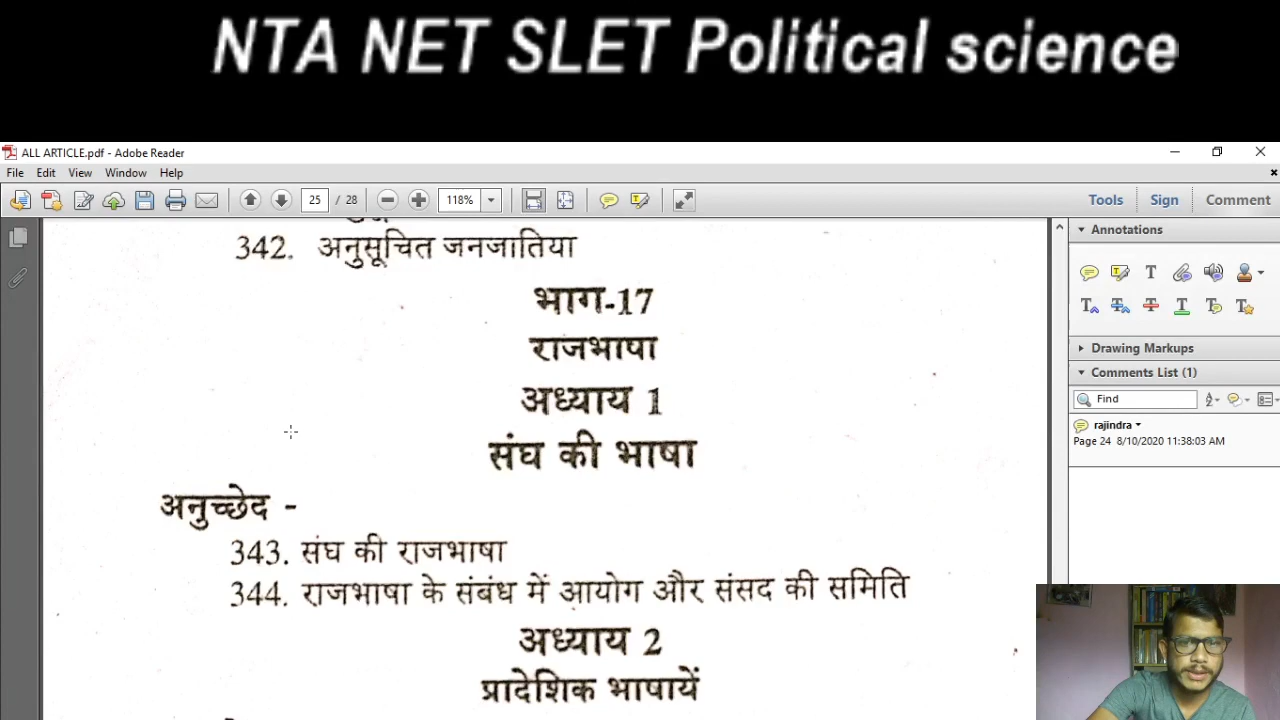 NTA NET SLET Political science
ALL ARTICLE.pdf - Adobe Reader
File Edit View Window Help
25 / 28 118% Tools Sign Comment
Annotations
342. अनुसूचित जनजातिया
भाग-17
राजभाषा
अध्याय 1
संघ की भाषा
अनुच्छेद -
343. संघ की राजभाषा
344. राजभाषा के संबंध में आयोग और संसद की समिति
अध्याय 2
प्रादेशिक भाषायें
Drawing Markups
Comments List (1)
Find
rajindra
Page 24 8/10/2020 11:38:03 AM